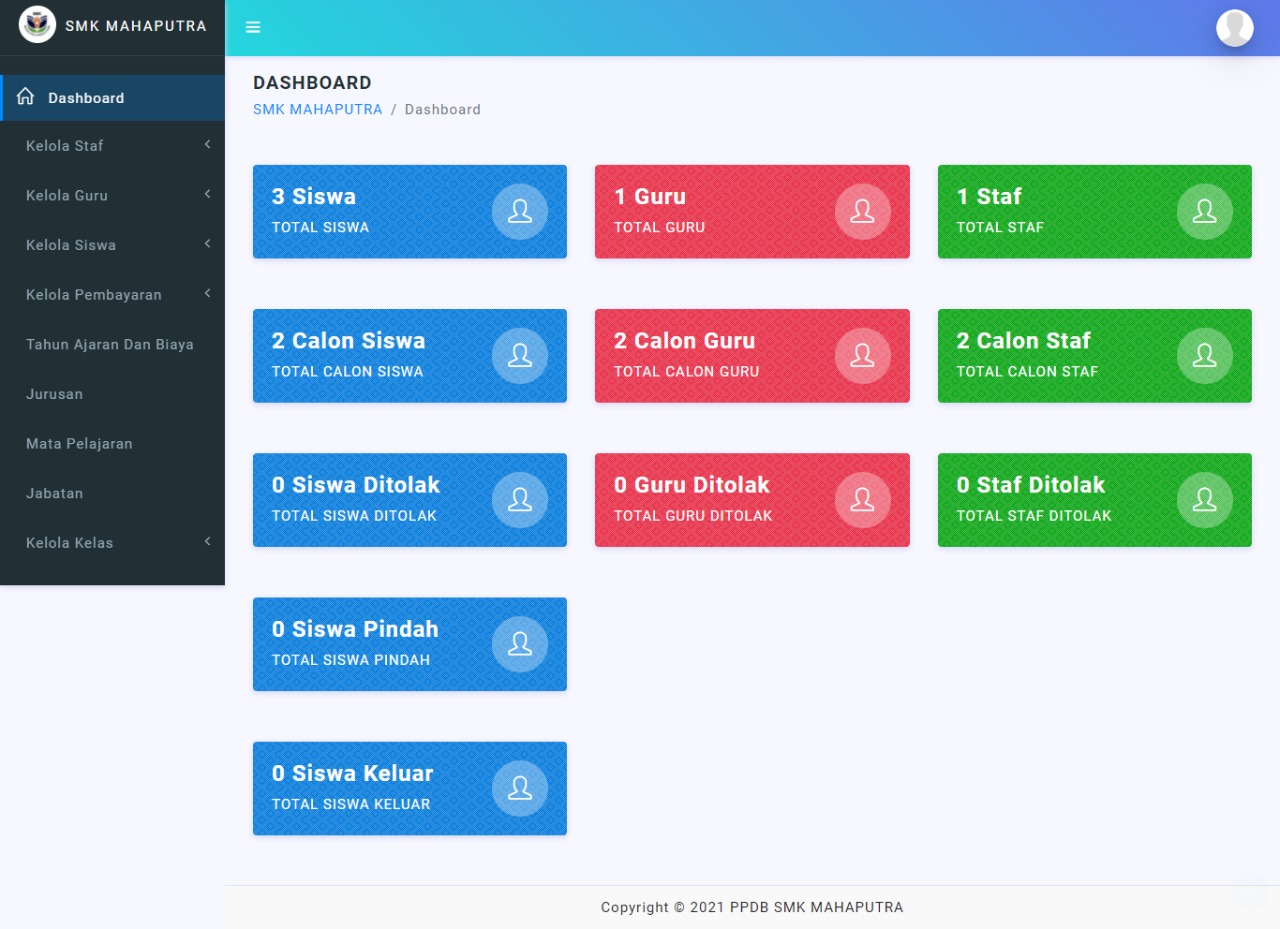 SMK MAHAPUTRA
Dashboard
Kelola Staf
Kelola Guru
Kelola Siswa
Kelola Pembayaran
Tahun Ajaran Dan Biaya
Jurusan
Mata Pelajaran
Jabatan
Kelola Kelas
DASHBOARD
SMK MAHAPUTRA / Dashboard
3 Siswa
TOTAL SISWA
1 Guru
TOTAL GURU
1 Staf
TOTAL STAF
2 Calon Siswa
TOTAL CALON SISWA
2 Calon Guru
TOTAL CALON GURU
2 Calon Staf
TOTAL CALON STAF
0 Siswa Ditolak
TOTAL SISWA DITOLAK
0 Guru Ditolak
TOTAL GURU DITOLAK
0 Staf Ditolak
TOTAL STAF DITOLAK
0 Siswa Pindah
TOTAL SISWA PINDAH
0 Siswa Keluar
TOTAL SISWA KELUAR
Copyright © 2021 PPDB SMK MAHAPUTRA